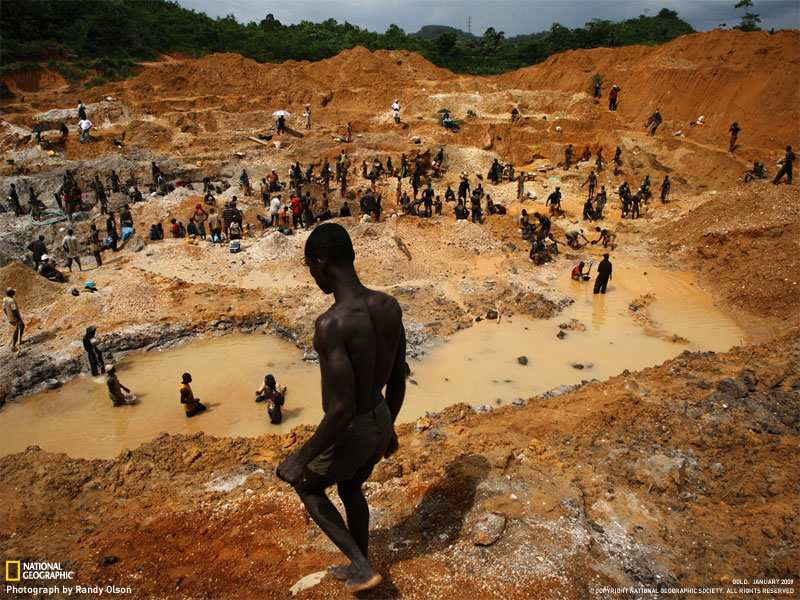 NATIONAL
GEOGRAPHIC
Photograph by Randy Olson
GOLD, JANUARY 2009
© COPYRIGHT NATIONAL GEOGRAPHIC SOCIETY. ALL RIGHTS RESERVED